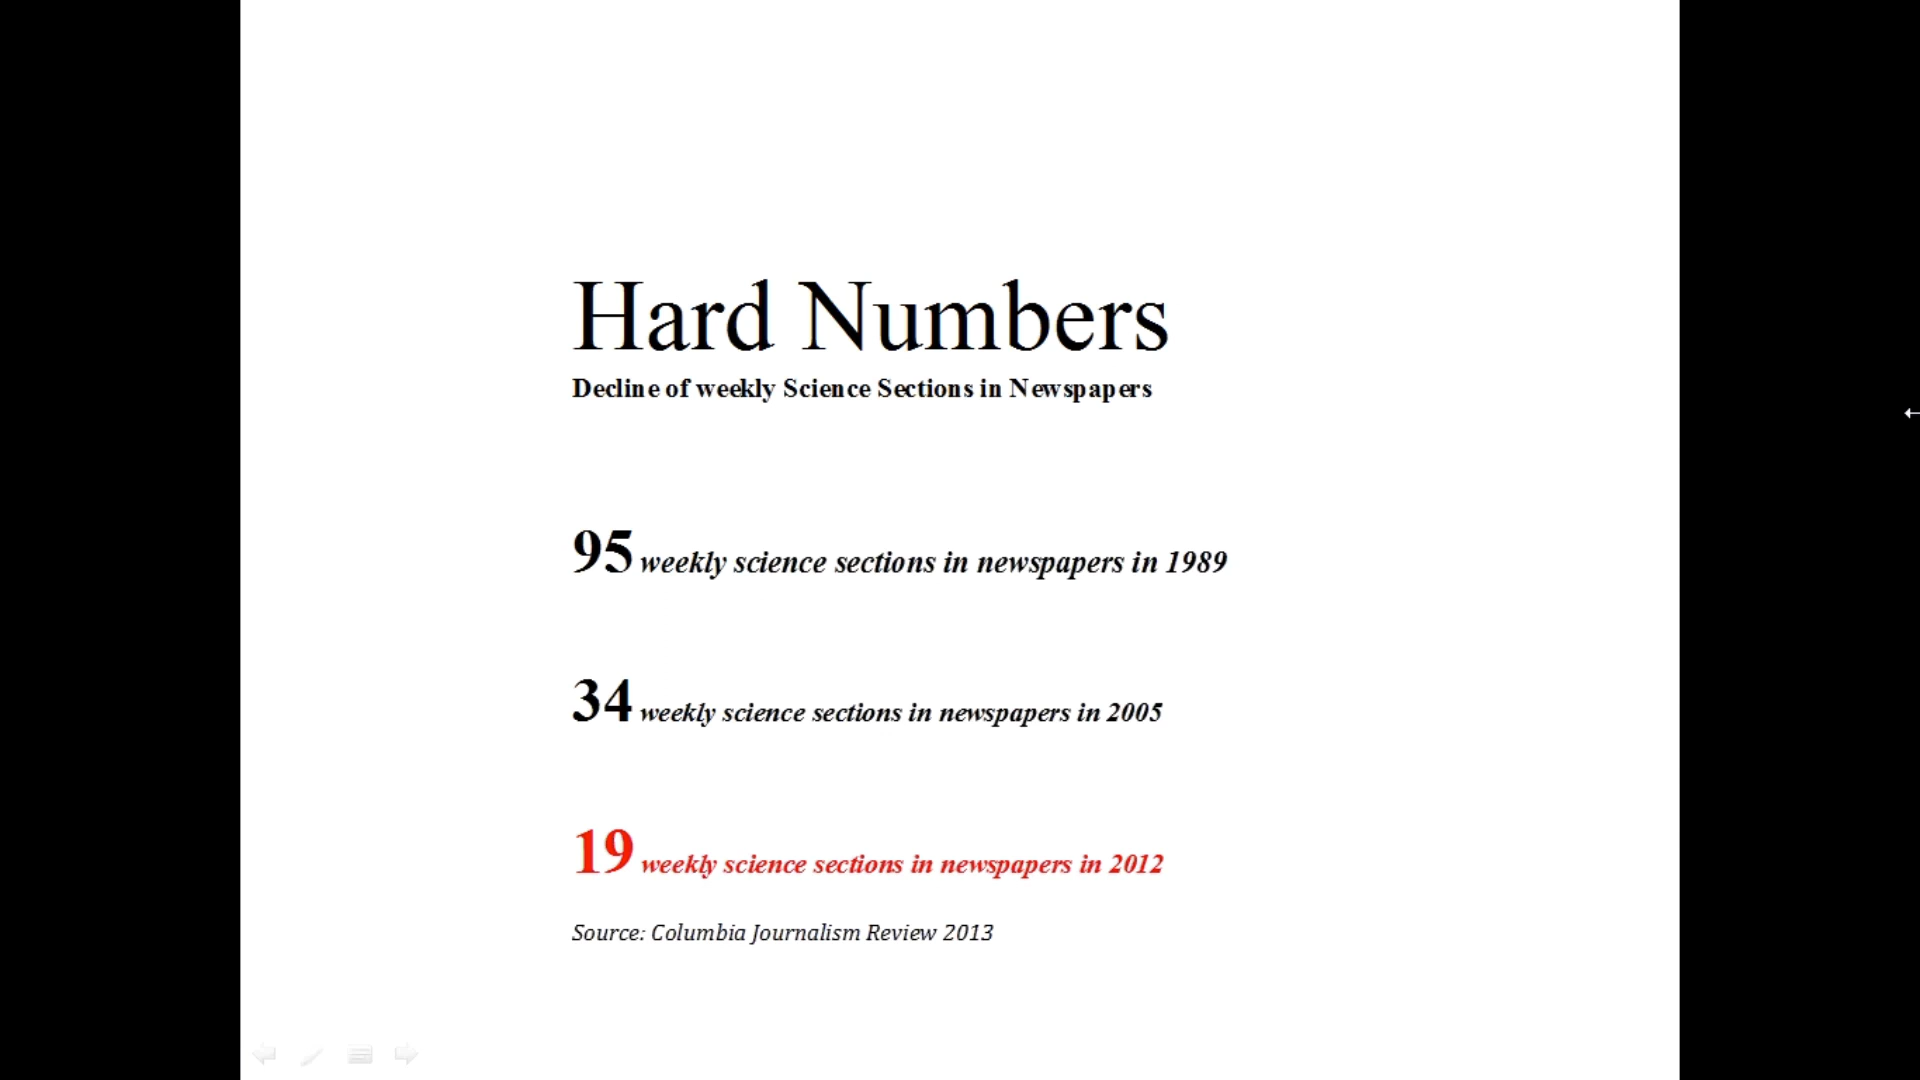 Hard Numbers
Decline of weekly Science Sections in Newspapers
95 weekly science sections in newspapers in 1989
34 weekly science sections in newspapers in 2005
19 weekly science sections in newspapers in 2012
Source: Columbia Journalism Review 2013